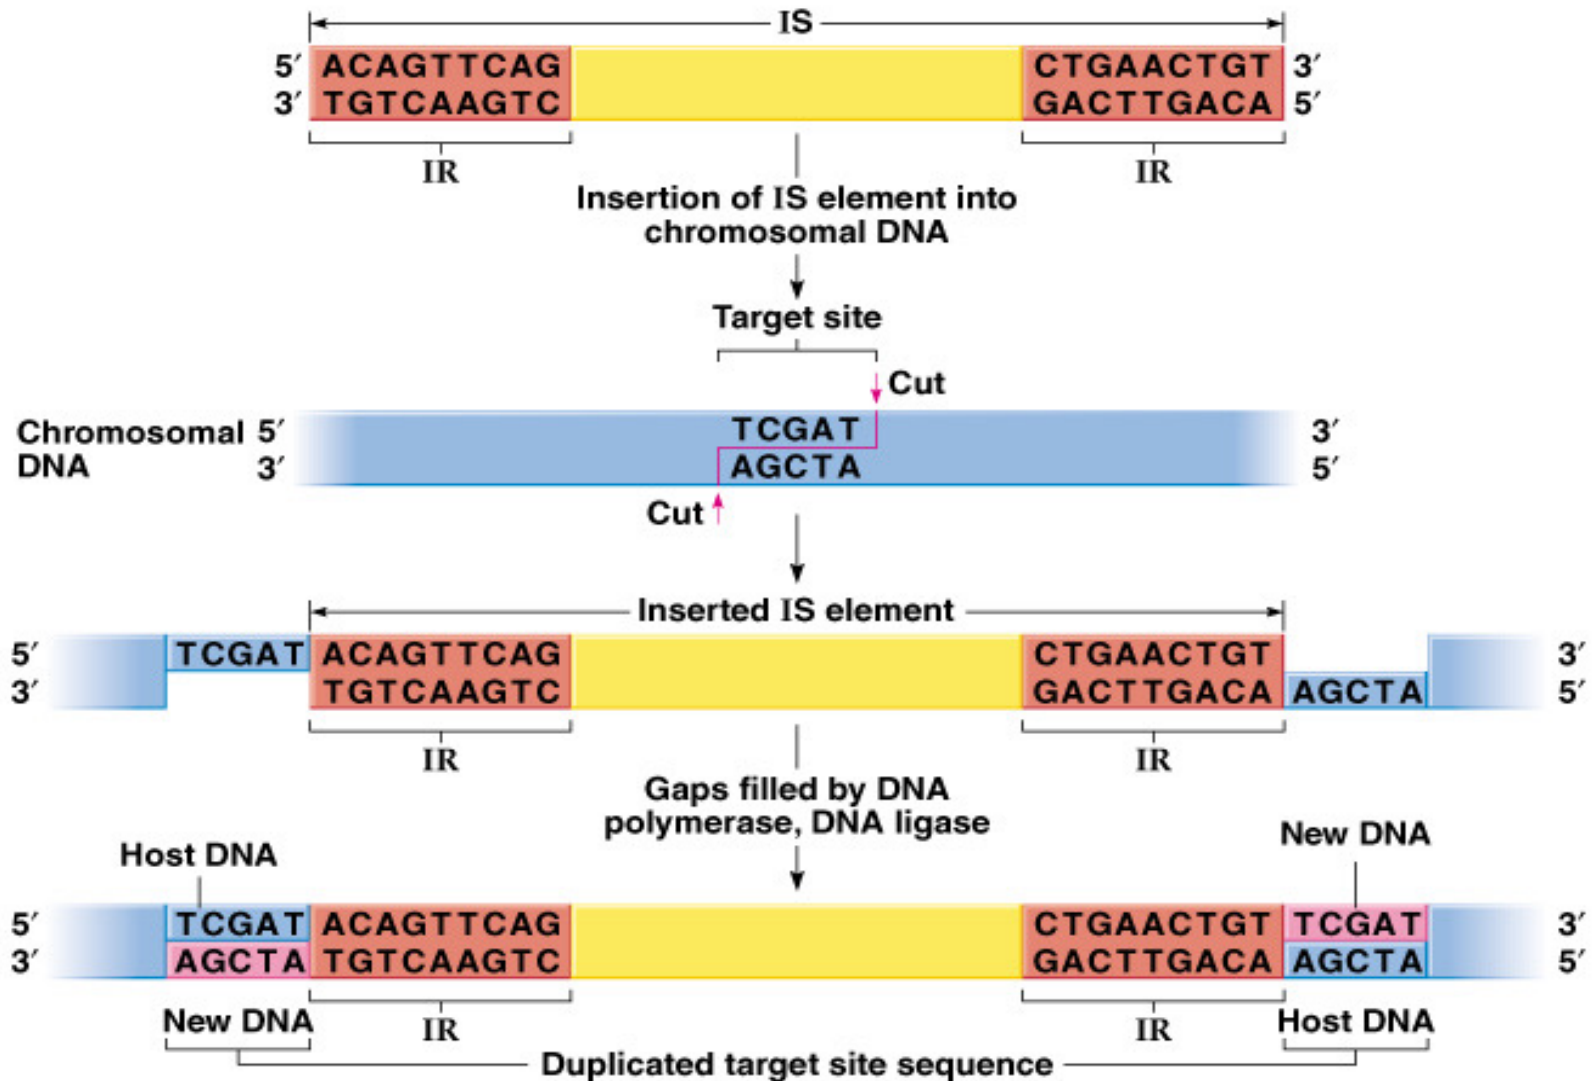 IS
5′ ACAGTTCAG CTGAACTGT 3′
3′ TGTCAAGTC GACTTGACA 5′
IR IR
Insertion of IS element into
chromosomal DNA
Target site
Cut
Chromosomal 5′ TCGAT 3′
DNA 3′ AGCTA 5′
Cut
Inserted IS element
5′ TCGAT ACAGTTCAG CTGAACTGT 3′
3′ TGTCAAGTC GACTTGACA AGCTA 5′
IR IR
Gaps filled by DNA
polymerase, DNA ligase
Host DNA New DNA
5′ TCGAT ACAGTTCAG CTGAACTGT TCGAT 3′
3′ AGCTA TGTCAAGTC GACTTGACA AGCTA 5′
New DNA IR IR Host DNA
Duplicated target site sequence